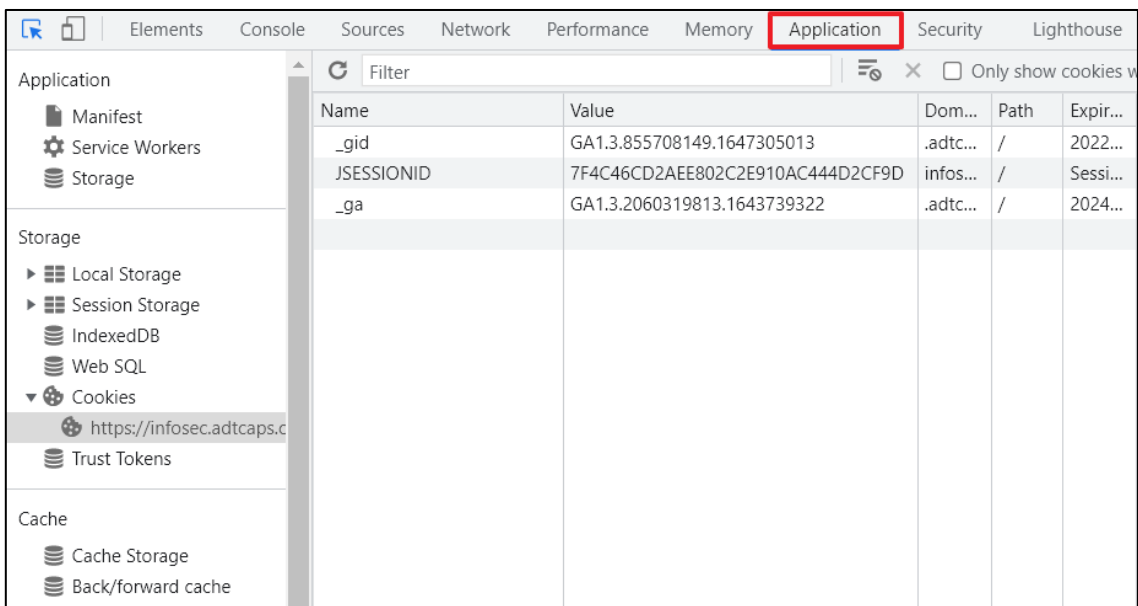 Elements Console Sources Network Performance Memory Application Security Lighthouse
Application
Manifest
Service Workers
Storage
Storage
Local Storage
Session Storage
IndexedDB
Web SQL
Cookies
https://infosec.adtcaps.c
Trust Tokens
Cache
Cache Storage
Back/forward cache
Filter Only show cookies w
Name Value Dom... Path Expir...
_gid GA1.3.855708149.1647305013 .adtc... / 2022...
JSESSIONID 7F4C46CD2AEE802C2E910AC444D2CF9D infos... / Sessi...
_ga GA1.3.2060319813.1643739322 .adtc... / 2024...